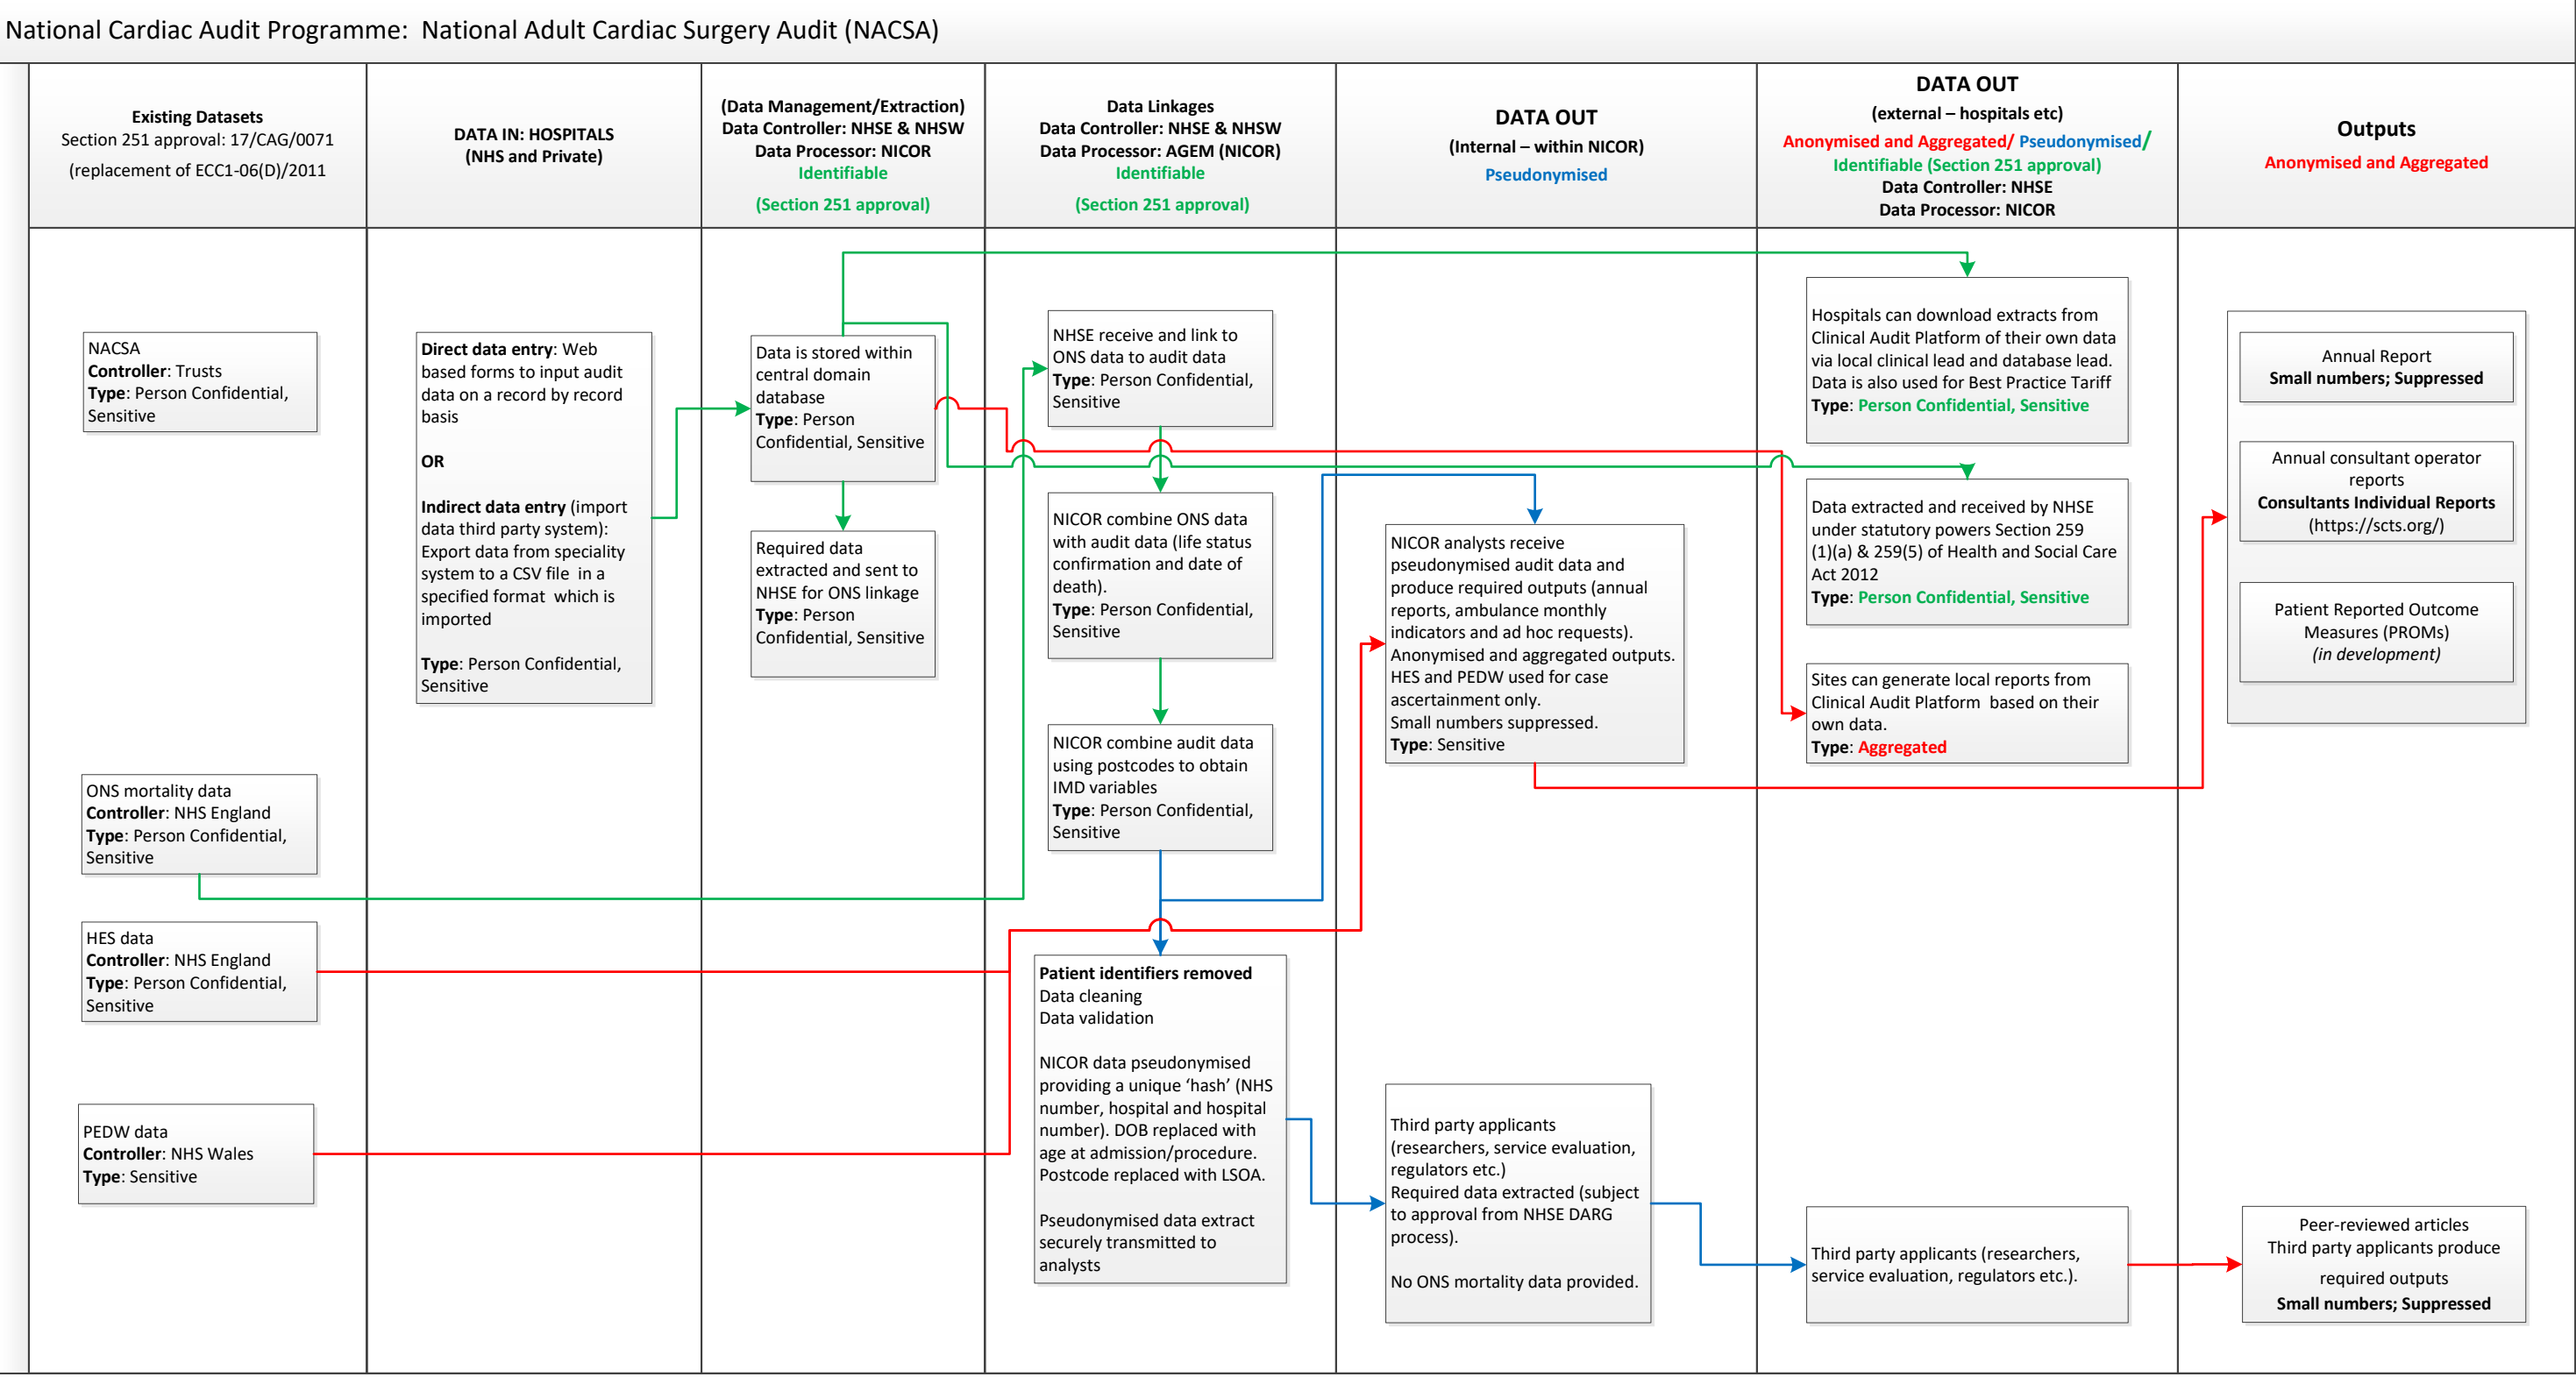 National Cardiac Audit Programme:  National Adult Cardiac Surgery Audit (NACSA)
Existing Datasets
Section 251 approval: 17/CAG/0071
(replacement of ECC1-06(D)/2011
DATA IN: HOSPITALS
(NHS and Private)
(Data Management/Extraction)
Data Controller: NHSE & NHSW
Data Processor: NICOR
Identifiable
(Section 251 approval)
Data Linkages
Data Controller: NHSE & NHSW
Data Processor: AGEM (NICOR)
Identifiable
(Section 251 approval)
DATA OUT
(Internal – within NICOR)
Pseudonymised
DATA OUT
(external – hospitals etc)
Anonymised and Aggregated/ Pseudonymised/
Identifiable (Section 251 approval)
Data Controller: NHSE
Data Processor: NICOR
Outputs
Anonymised and Aggregated
NACSA
Controller: Trusts
Type: Person Confidential,
Sensitive
ONS mortality data
Controller: NHS England
Type: Person Confidential,
Sensitive
HES data
Controller: NHS England
Type: Person Confidential,
Sensitive
PEDW data
Controller: NHS Wales
Type: Sensitive
Direct data entry: Web
based forms to input audit
data on a record by record
basis
OR
Indirect data entry (import
data third party system):
Export data from speciality
system to a CSV file  in a
specified format  which is
imported
Type: Person Confidential,
Sensitive
Data is stored within
central domain
database
Type: Person
Confidential, Sensitive
Required data
extracted and sent to
NHSE for ONS linkage
Type: Person
Confidential, Sensitive
NHSE receive and link to
ONS data to audit data
Type: Person Confidential,
Sensitive
NICOR combine ONS data
with audit data (life status
confirmation and date of
death).
Type: Person Confidential,
Sensitive
NICOR combine audit data
using postcodes to obtain
IMD variables
Type: Person Confidential,
Sensitive
Patient identifiers removed
Data cleaning
Data validation
NICOR data pseudonymised
providing a unique ‘hash’ (NHS
number, hospital and hospital
number). DOB replaced with
age at admission/procedure.
Postcode replaced with LSOA.
Pseudonymised data extract
securely transmitted to
analysts
NICOR analysts receive
pseudonymised audit data and
produce required outputs (annual
reports, ambulance monthly
indicators and ad hoc requests).
Anonymised and aggregated outputs.
HES and PEDW used for case
ascertainment only.
Small numbers suppressed.
Type: Sensitive
Third party applicants
(researchers, service evaluation,
regulators etc.)
Required data extracted (subject
to approval from NHSE DARG
process).
No ONS mortality data provided.
Hospitals can download extracts from
Clinical Audit Platform of their own data
via local clinical lead and database lead.
Data is also used for Best Practice Tariff
Type: Person Confidential, Sensitive
Data extracted and received by NHSE
under statutory powers Section 259
(1)(a) & 259(5) of Health and Social Care
Act 2012
Type: Person Confidential, Sensitive
Sites can generate local reports from
Clinical Audit Platform  based on their
own data.
Type: Aggregated
Third party applicants (researchers,
service evaluation, regulators etc.).
Annual Report
Small numbers; Suppressed
Annual consultant operator
reports
Consultants Individual Reports
(https://scts.org/)
Patient Reported Outcome
Measures (PROMs)
(in development)
Peer-reviewed articles
Third party applicants produce
required outputs
Small numbers; Suppressed